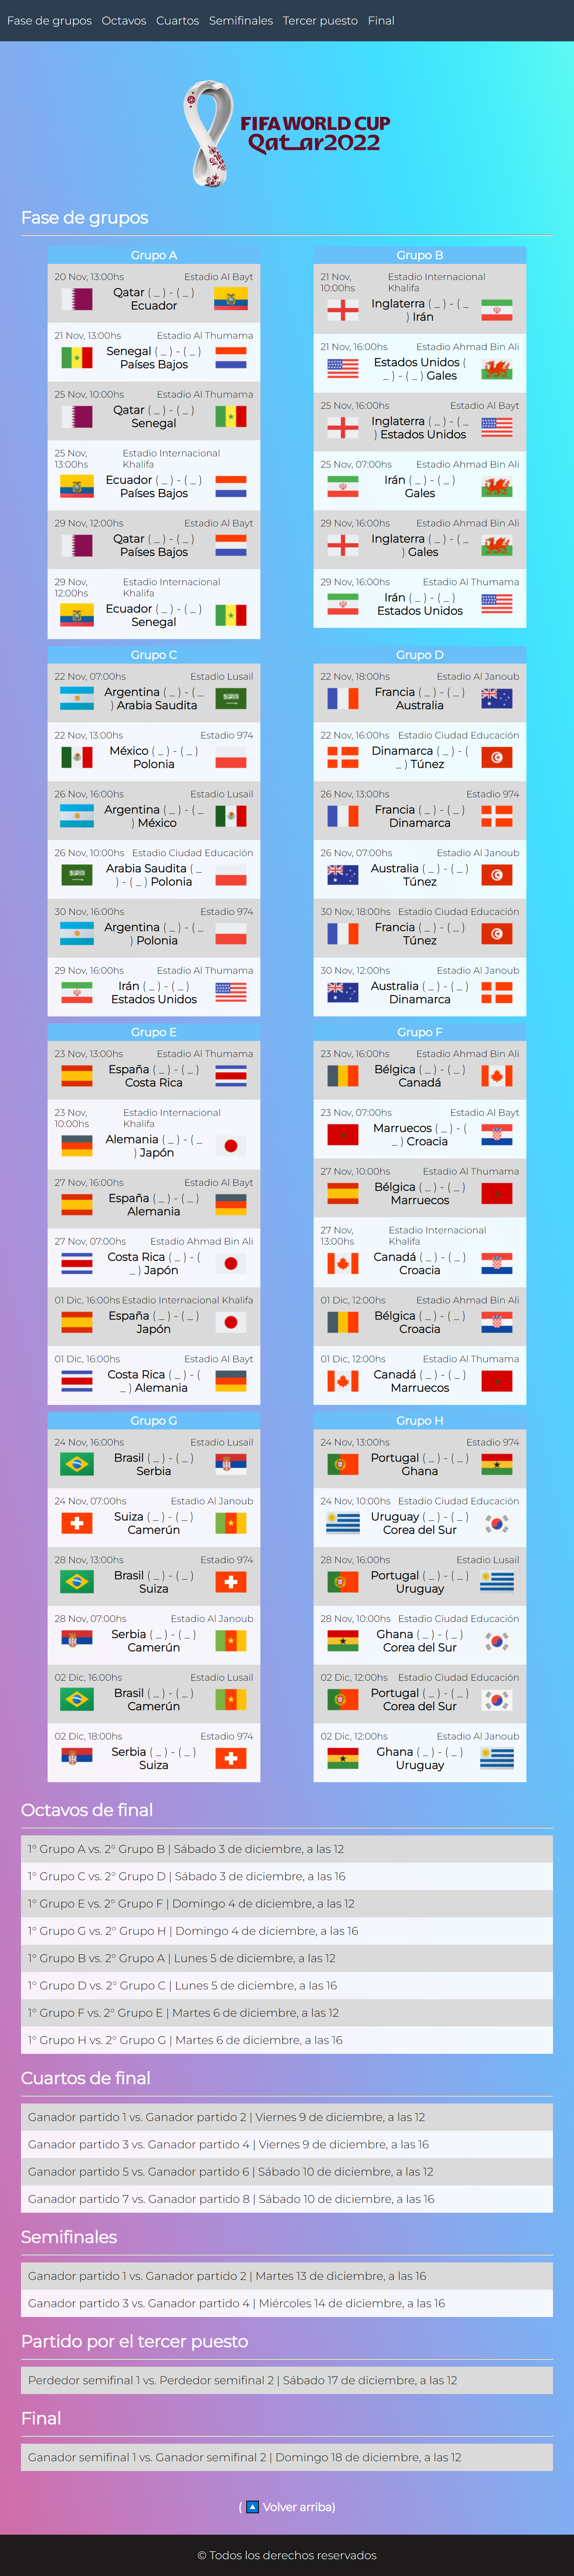 Fase de grupos Octavos Cuartos Semifinales Tercer puesto Final
FIFA WORLD CUP
Qatar2022
Fase de grupos
Grupo A
20 Nov, 13:00hs Estadio Al Bayt
Qatar ( _ ) - ( _ )
Ecuador
21 Nov, 13:00hs Estadio Al Thumama
Senegal ( _ ) - ( _ )
Países Bajos
25 Nov, 10:00hs Estadio Al Thumama
Qatar ( _ ) - ( _ )
Senegal
25 Nov, Estadio Internacional
13:00hs Khalifa
Ecuador ( _ ) - ( _ )
Países Bajos
29 Nov, 12:00hs Estadio Al Bayt
Qatar ( _ ) - ( _ )
Países Bajos
29 Nov, Estadio Internacional
12:00hs Khalifa
Ecuador ( _ ) - ( _ )
Senegal
Grupo B
21 Nov, Estadio Internacional
10:00hs Khalifa
Inglaterra ( _ ) - ( _
) Irán
21 Nov, 16:00hs Estadio Ahmad Bin Ali
Estados Unidos (
_ ) - ( _ ) Gales
25 Nov, 16:00hs Estadio Al Bayt
Inglaterra ( _ ) - ( _
) Estados Unidos
25 Nov, 07:00hs Estadio Ahmad Bin Ali
Irán ( _ ) - ( _ )
Gales
29 Nov, 16:00hs Estadio Ahmad Bin Ali
Inglaterra ( _ ) - ( _
) Gales
29 Nov, 16:00hs Estadio Al Thumama
Irán ( _ ) - ( _ )
Estados Unidos
Grupo C
22 Nov, 07:00hs Estadio Lusail
Argentina ( _ ) - ( _
) Arabia Saudita
22 Nov, 13:00hs Estadio 974
México ( _ ) - ( _ )
Polonia
26 Nov, 16:00hs Estadio Lusail
Argentina ( _ ) - ( _
) México
26 Nov, 10:00hs Estadio Ciudad Educación
Arabia Saudita ( _
) - ( _ ) Polonia
30 Nov, 16:00hs Estadio 974
Argentina ( _ ) - ( _
) Polonia
29 Nov, 16:00hs Estadio Al Thumama
Irán ( _ ) - ( _ )
Estados Unidos
Grupo D
22 Nov, 18:00hs Estadio Al Janoub
Francia ( _ ) - ( _ )
Australia
22 Nov, 16:00hs Estadio Ciudad Educación
Dinamarca ( _ ) - (
_ ) Túnez
26 Nov, 13:00hs Estadio 974
Francia ( _ ) - ( _ )
Dinamarca
26 Nov, 07:00hs Estadio Al Janoub
Australia ( _ ) - ( _ )
Túnez
30 Nov, 18:00hs Estadio Ciudad Educación
Francia ( _ ) - ( _ )
Túnez
30 Nov, 12:00hs Estadio Al Janoub
Australia ( _ ) - ( _ )
Dinamarca
Grupo E
23 Nov, 13:00hs Estadio Al Thumama
España ( _ ) - ( _ )
Costa Rica
23 Nov, Estadio Internacional
10:00hs Khalifa
Alemania ( _ ) - ( _
) Japón
27 Nov, 16:00hs Estadio Al Bayt
España ( _ ) - ( _ )
Alemania
27 Nov, 07:00hs Estadio Ahmad Bin Ali
Costa Rica ( _ ) - (
_ ) Japón
01 Dic, 16:00hs Estadio Internacional Khalifa
España ( _ ) - ( _ )
Japón
01 Dic, 16:00hs Estadio Al Bayt
Costa Rica ( _ ) - (
_ ) Alemania
Grupo F
23 Nov, 16:00hs Estadio Ahmad Bin Ali
Bélgica ( _ ) - ( _ )
Canadá
23 Nov, 07:00hs Estadio Al Bayt
Marruecos ( _ ) - (
_ ) Croacia
27 Nov, 10:00hs Estadio Al Thumama
Bélgica ( _ ) - ( _ )
Marruecos
27 Nov, Estadio Internacional
13:00hs Khalifa
Canadá ( _ ) - ( _ )
Croacia
01 Dic, 12:00hs Estadio Ahmad Bin Ali
Bélgica ( _ ) - ( _ )
Croacia
01 Dic, 12:00hs Estadio Al Thumama
Canadá ( _ ) - ( _ )
Marruecos
Grupo G
24 Nov, 16:00hs Estadio Lusail
Brasil ( _ ) - ( _ )
Serbia
24 Nov, 07:00hs Estadio Al Janoub
Suiza ( _ ) - ( _ )
Camerún
28 Nov, 13:00hs Estadio 974
Brasil ( _ ) - ( _ )
Suiza
28 Nov, 07:00hs Estadio Al Janoub
Serbia ( _ ) - ( _ )
Camerún
02 Dic, 16:00hs Estadio Lusail
Brasil ( _ ) - ( _ )
Camerún
02 Dic, 18:00hs Estadio 974
Serbia ( _ ) - ( _ )
Suiza
Grupo H
24 Nov, 13:00hs Estadio 974
Portugal ( _ ) - ( _ )
Ghana
24 Nov, 10:00hs Estadio Ciudad Educación
Uruguay ( _ ) - ( _ )
Corea del Sur
28 Nov, 16:00hs Estadio Lusail
Portugal ( _ ) - ( _ )
Uruguay
28 Nov, 10:00hs Estadio Ciudad Educación
Ghana ( _ ) - ( _ )
Corea del Sur
02 Dic, 12:00hs Estadio Ciudad Educación
Portugal ( _ ) - ( _ )
Corea del Sur
02 Dic, 12:00hs Estadio Al Janoub
Ghana ( _ ) - ( _ )
Uruguay
Octavos de final
1° Grupo A vs. 2° Grupo B | Sábado 3 de diciembre, a las 12
1° Grupo C vs. 2° Grupo D | Sábado 3 de diciembre, a las 16
1° Grupo E vs. 2° Grupo F | Domingo 4 de diciembre, a las 12
1° Grupo G vs. 2° Grupo H | Domingo 4 de diciembre, a las 16
1° Grupo B vs. 2° Grupo A | Lunes 5 de diciembre, a las 12
1° Grupo D vs. 2° Grupo C | Lunes 5 de diciembre, a las 16
1° Grupo F vs. 2° Grupo E | Martes 6 de diciembre, a las 12
1° Grupo H vs. 2° Grupo G | Martes 6 de diciembre, a las 16
Cuartos de final
Ganador partido 1 vs. Ganador partido 2 | Viernes 9 de diciembre, a las 12
Ganador partido 3 vs. Ganador partido 4 | Viernes 9 de diciembre, a las 16
Ganador partido 5 vs. Ganador partido 6 | Sábado 10 de diciembre, a las 12
Ganador partido 7 vs. Ganador partido 8 | Sábado 10 de diciembre, a las 16
Semifinales
Ganador partido 1 vs. Ganador partido 2 | Martes 13 de diciembre, a las 16
Ganador partido 3 vs. Ganador partido 4 | Miércoles 14 de diciembre, a las 16
Partido por el tercer puesto
Perdedor semifinal 1 vs. Perdedor semifinal 2 | Sábado 17 de diciembre, a las 12
Final
Ganador semifinal 1 vs. Ganador semifinal 2 | Domingo 18 de diciembre, a las 12
( 🔼 Volver arriba)
© Todos los derechos reservados